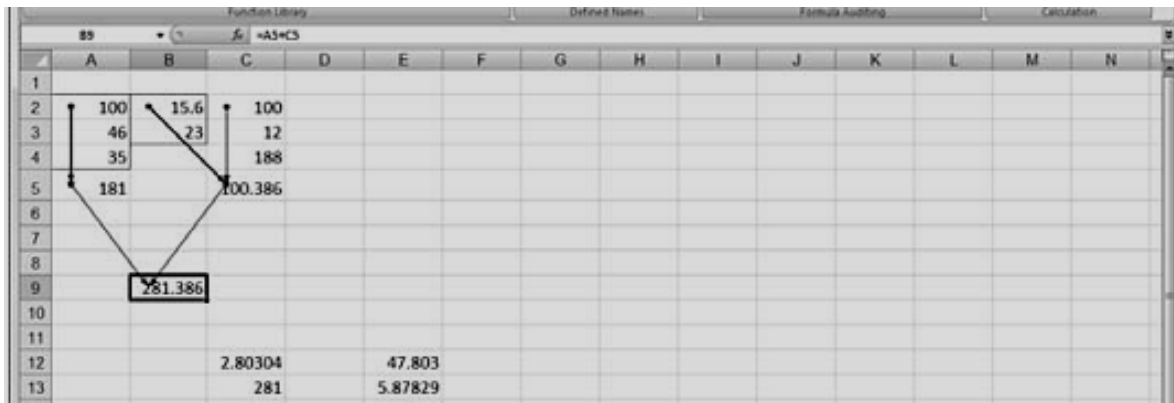 Function Library Defined Names Formula Auditing Calculation
B9 fx =A5+C5
A B C D E F G H I J K L M N
1
2 100 15.6 100
3 46 23 12
4 35 188
5 181 100.386
6
7
8
9 281.386
10
11
12 2.80304 47.803
13 281 5.87829